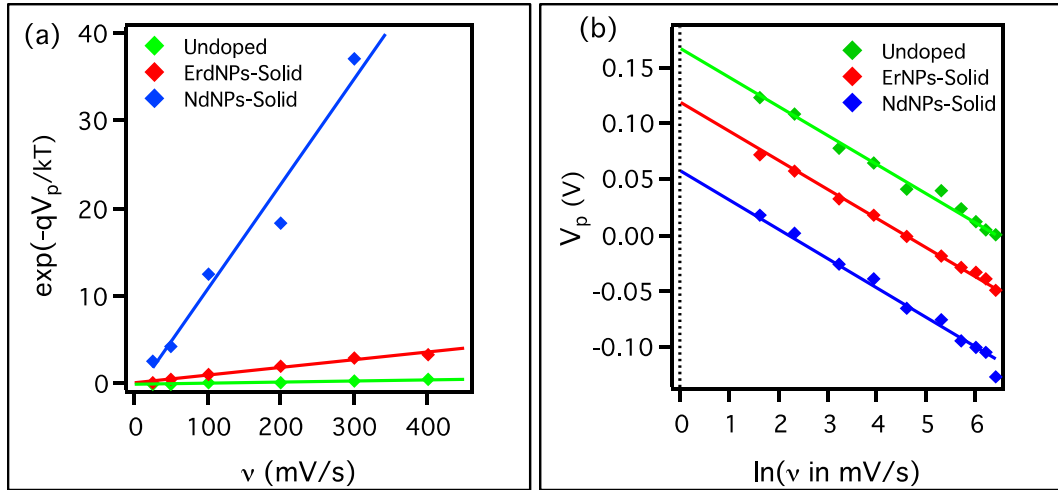 (a)
Undoped
ErdNPs-Solid
NdNPs-Solid
exp(-qVₚ/kT)
40
30
20
10
0
0 100 200 300 400
ν (mV/s)
(b)
Undoped
ErNPs-Solid
NdNPs-Solid
Vₚ (V)
0.15
0.10
0.05
0.00
-0.05
-0.10
0 1 2 3 4 5 6
ln(ν in mV/s)